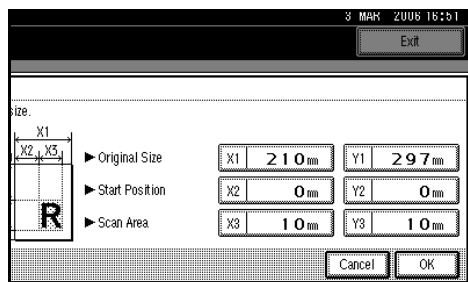 3 MAR 2006 16:51
Exit
size.
X1
X2 X3
R
►Original Size X1 210mm Y1 297mm
►Start Position X2 0mm Y2 0mm
►Scan Area X3 10mm Y3 10mm
Cancel OK